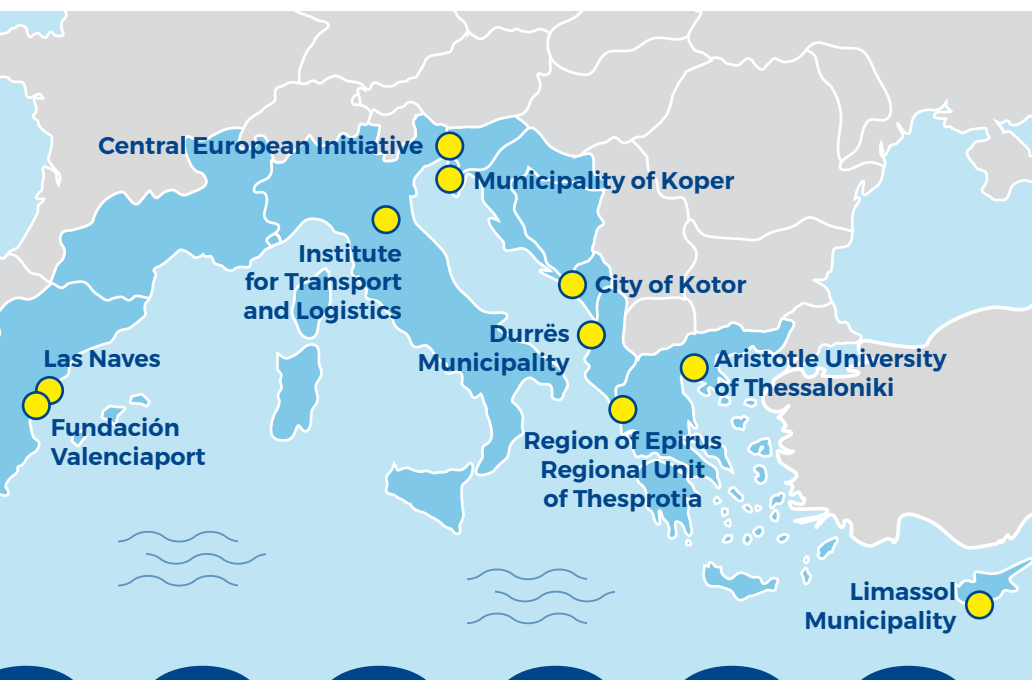 Central European Initiative
Municipality of Koper
Institute
for Transport
and Logistics
City of Kotor
Durrës
Municipality
Las Naves
Aristotle University
of Thessaloniki
Fundación
Valenciaport
Region of Epirus
Regional Unit
of Thesprotia
Limassol
Municipality